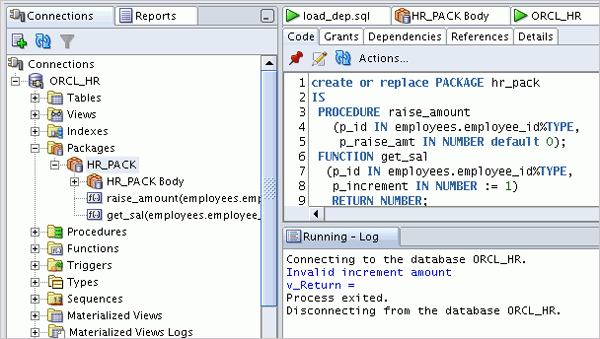 Connections
Reports
Connections
ORCL_HR
Tables
Views
Indexes
Packages
HR_PACK
HR_PACK Body
raise_amount(employees.emp
get_sal(employees.employee_
Procedures
Functions
Triggers
Types
Sequences
Materialized Views
Materialized Views Logs
load_dep.sql
HR_PACK Body
ORCL_HR
Code Grants Dependencies References Details
Actions...
1 create or replace PACKAGE hr_pack
2 IS
3 PROCEDURE raise_amount
4 (p_id IN employees.employee_id%TYPE,
5 p_raise_amt IN NUMBER default 0);
6 FUNCTION get_sal
7 (p_id IN employees.employee_id%TYPE,
8 p_increment IN NUMBER := 1)
9 RETURN NUMBER;
Running - Log
Connecting to the database ORCL_HR.
Invalid increment amount
v_Return =
Process exited.
Disconnecting from the database ORCL_HR.